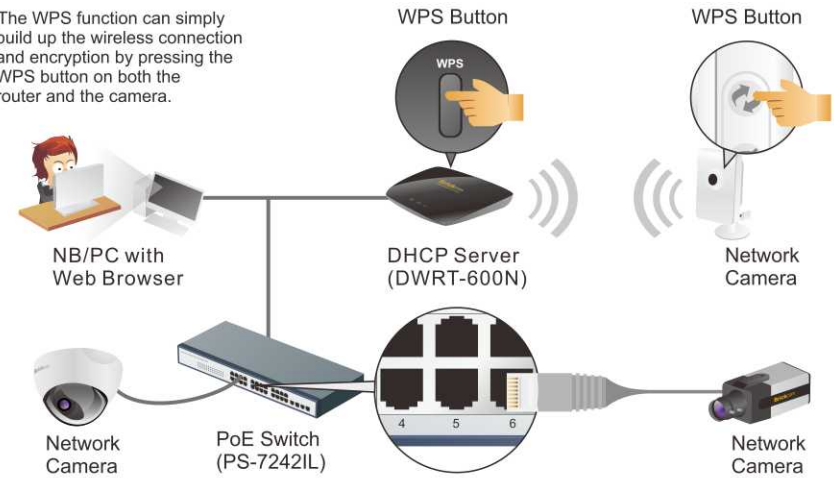 The WPS function can simply
build up the wireless connection
and encryption by pressing the
WPS button on both the
router and the camera.
WPS Button
WPS Button
WPS
NB/PC with
Web Browser
DHCP Server
(DWRT-600N)
Network
Camera
4 5 6
Network
Camera
PoE Switch
(PS-7242IL)
Network
Camera